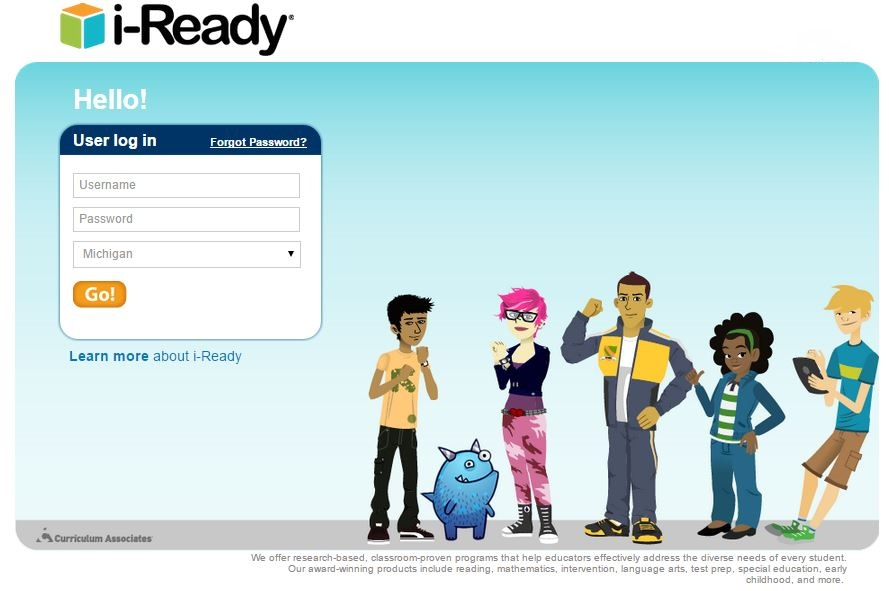 i-Ready®
Hello!
User log in
Forgot Password?
Username
Password
Michigan
Go!
Learn more about i-Ready
Curriculum Associates
We offer research-based, classroom-proven programs that help educators effectively address the diverse needs of every student.
Our award-winning products include reading, mathematics, intervention, language arts, test prep, special education, early
childhood, and more.